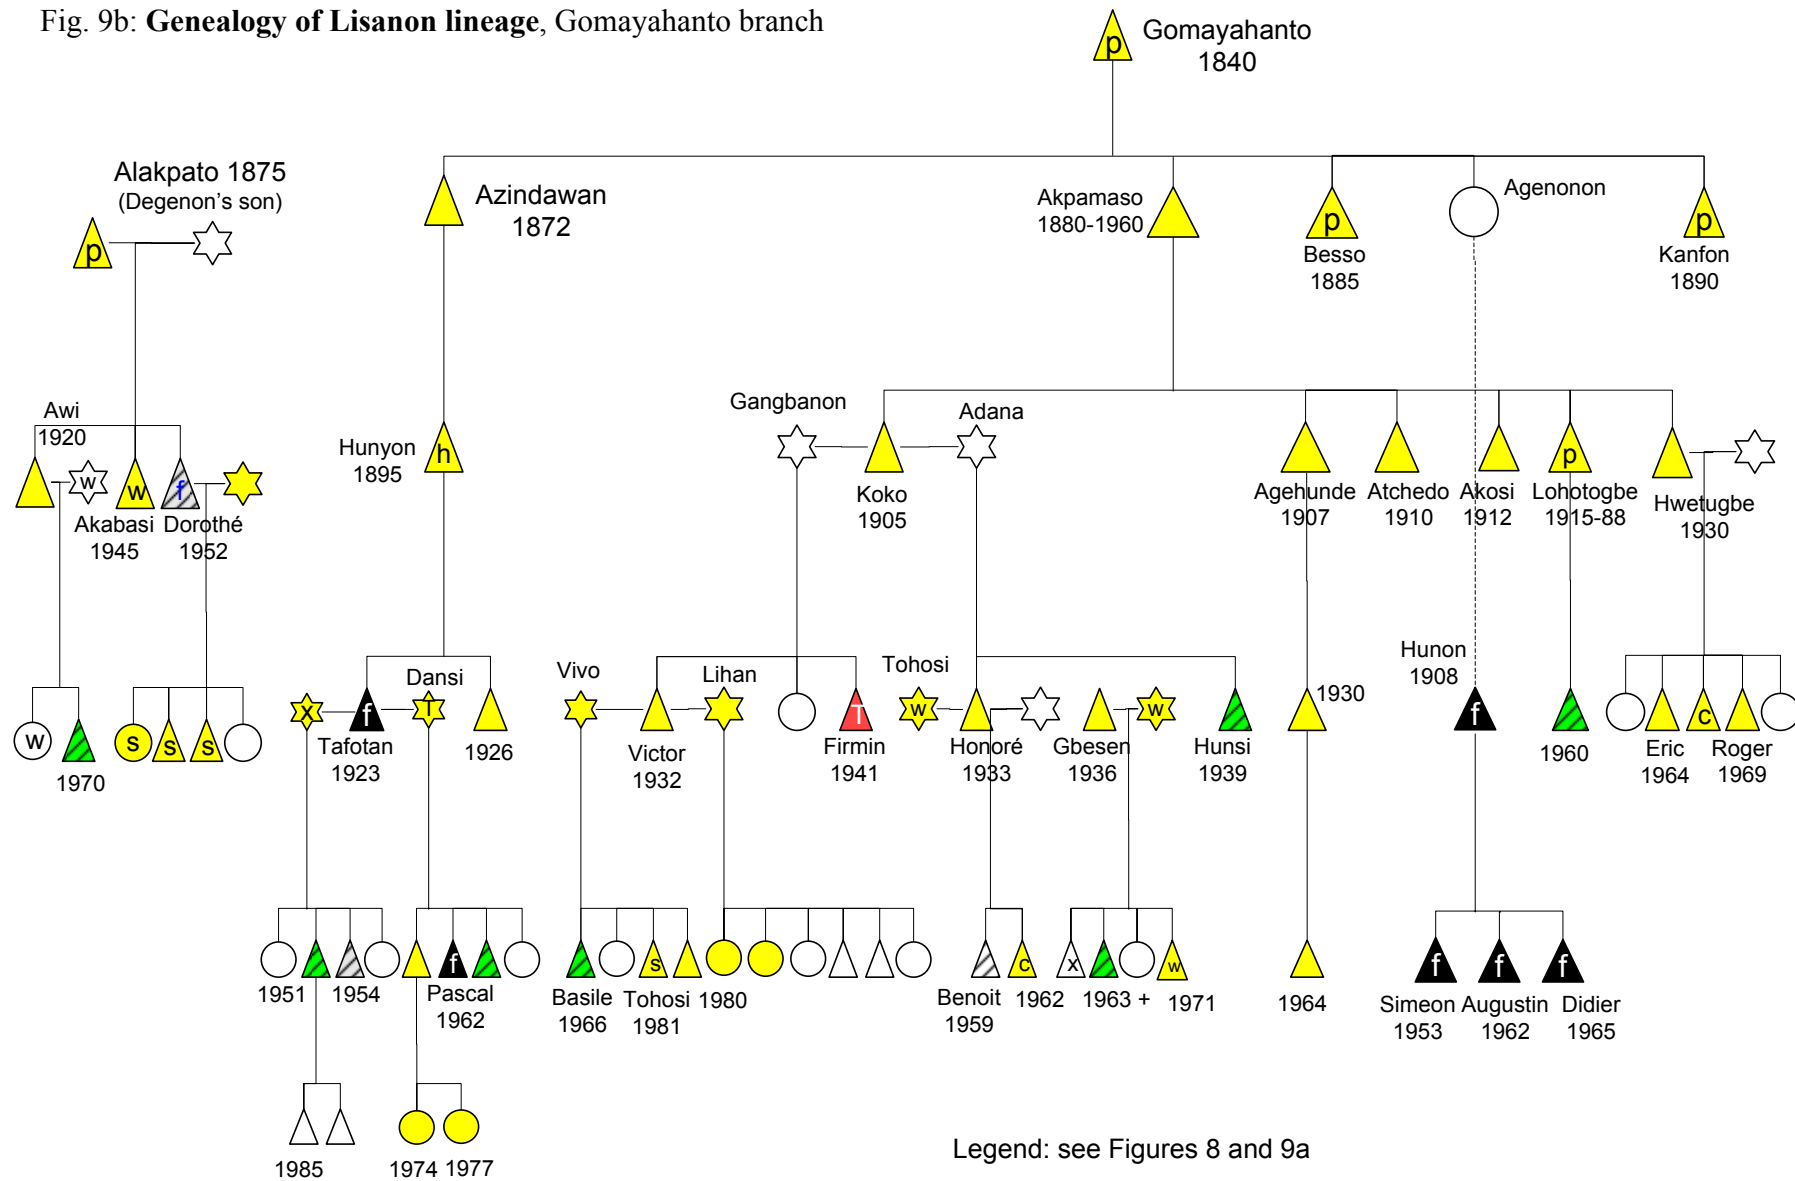 Fig. 9b: Genealogy of Lisanon lineage, Gomayahanto branch
p
Gomayahanto
1840
Alakpato 1875
(Degenon's son)
p
Azindawan
1872
Akpamaso
1880-1960
p
Besso
1885
Agenonon
p
Kanfon
1890
Awi
1920
w
w
f
Akabasi
1945
Dorothé
1952
Hunyon
1895
h
Gangbanon
Adana
Koko
1905
Agehunde
1907
Atchedo
1910
Akosi
1912
p
Lohotogbe
1915-88
Hwetugbe
1930
w
1970
s
s
s
x
f
Tafotan
1923
Dansi
T
1926
Vivo
Victor
1932
Lihan
T
Firmin
1941
Tohosi
w
Honoré
1933
Gbesen
1936
w
Hunsi
1939
1930
Hunon
1908
f
1960
Eric
1964
c
Roger
1969
1951
1954
f
Pascal
1962
Basile
1966
s
Tohosi
1981
1980
Benoit
1959
c
1962
x
1963 +
w
1971
1964
f
Simeon
1953
f
Augustin
1962
f
Didier
1965
1985
1974
1977
Legend: see Figures 8 and 9a